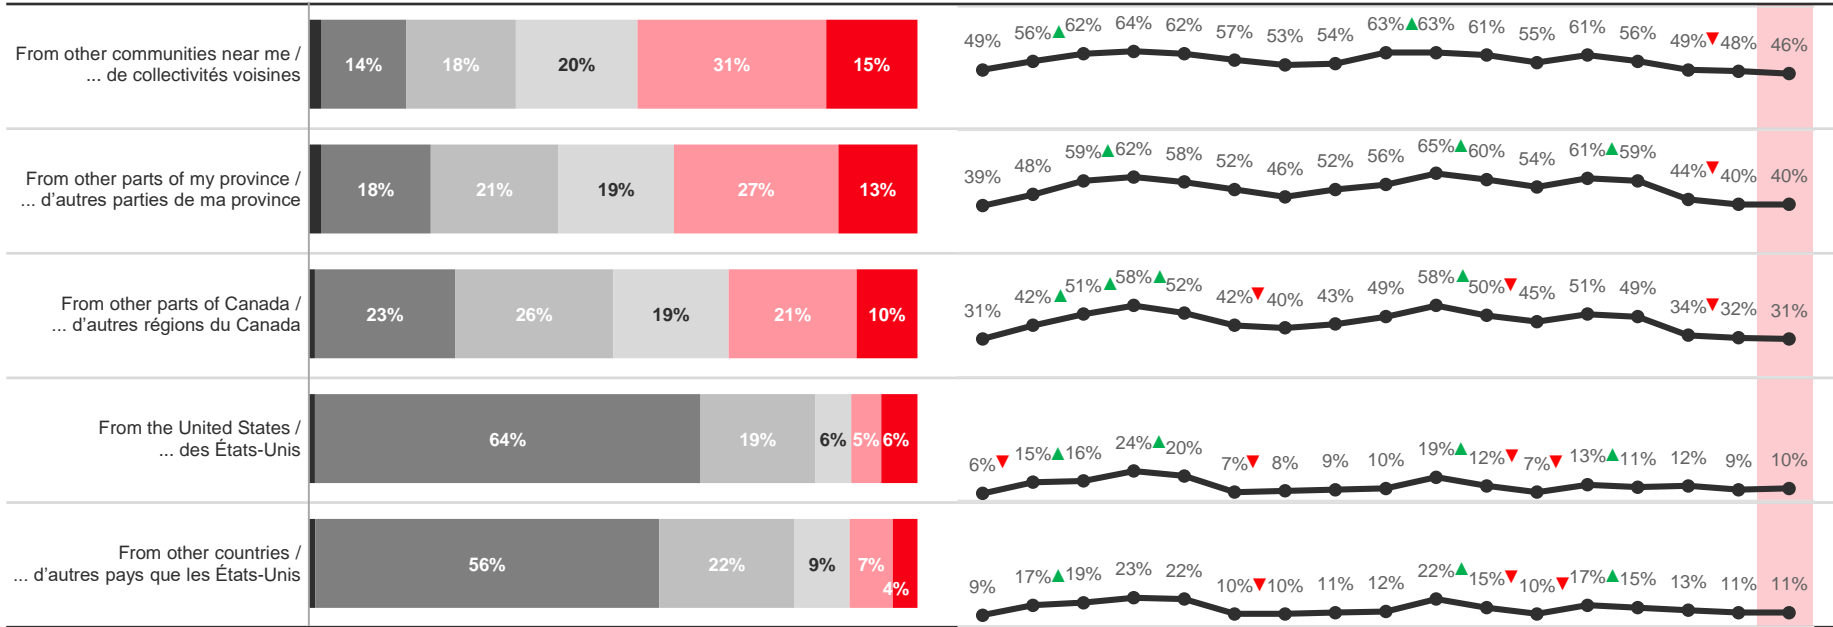 From other communities near me /
... de collectivités voisines
14% 18% 20% 31% 15%
49% 56% 62% 64% 62% 57% 53% 54% 63% 63% 61% 55% 61% 56% 49% 48% 46%
From other parts of my province /
... d'autres parties de ma province
18% 21% 19% 27% 13%
39% 48% 59% 62% 58% 52% 46% 52% 56% 65% 60% 54% 61% 59% 44% 40% 40%
From other parts of Canada /
... d'autres régions du Canada
23% 26% 19% 21% 10%
31% 42% 51% 58% 52% 42% 40% 43% 49% 58% 50% 45% 51% 49% 34% 32% 31%
From the United States /
... des États-Unis
64% 19% 6% 5% 6%
6% 15% 16% 24% 20% 7% 8% 9% 10% 19% 12% 7% 13% 11% 12% 9% 10%
From other countries /
... d'autres pays que les États-Unis
56% 22% 9% 7% 4%
9% 17% 19% 23% 22% 10% 10% 11% 12% 22% 15% 10% 17% 15% 13% 11% 11%